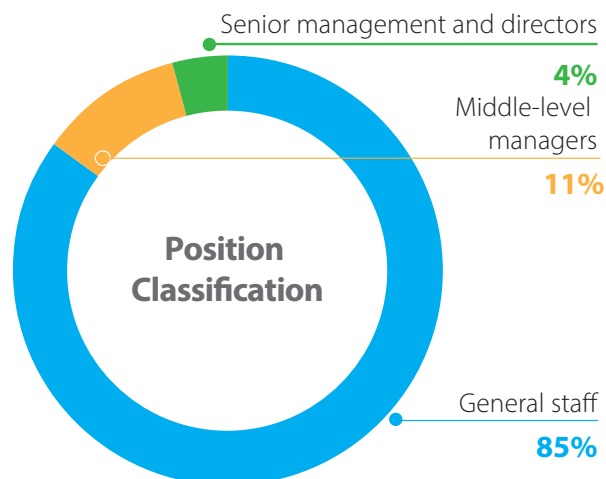 Senior management and directors
4%
Middle-level
managers
11%
Position
Classification
General staff
85%